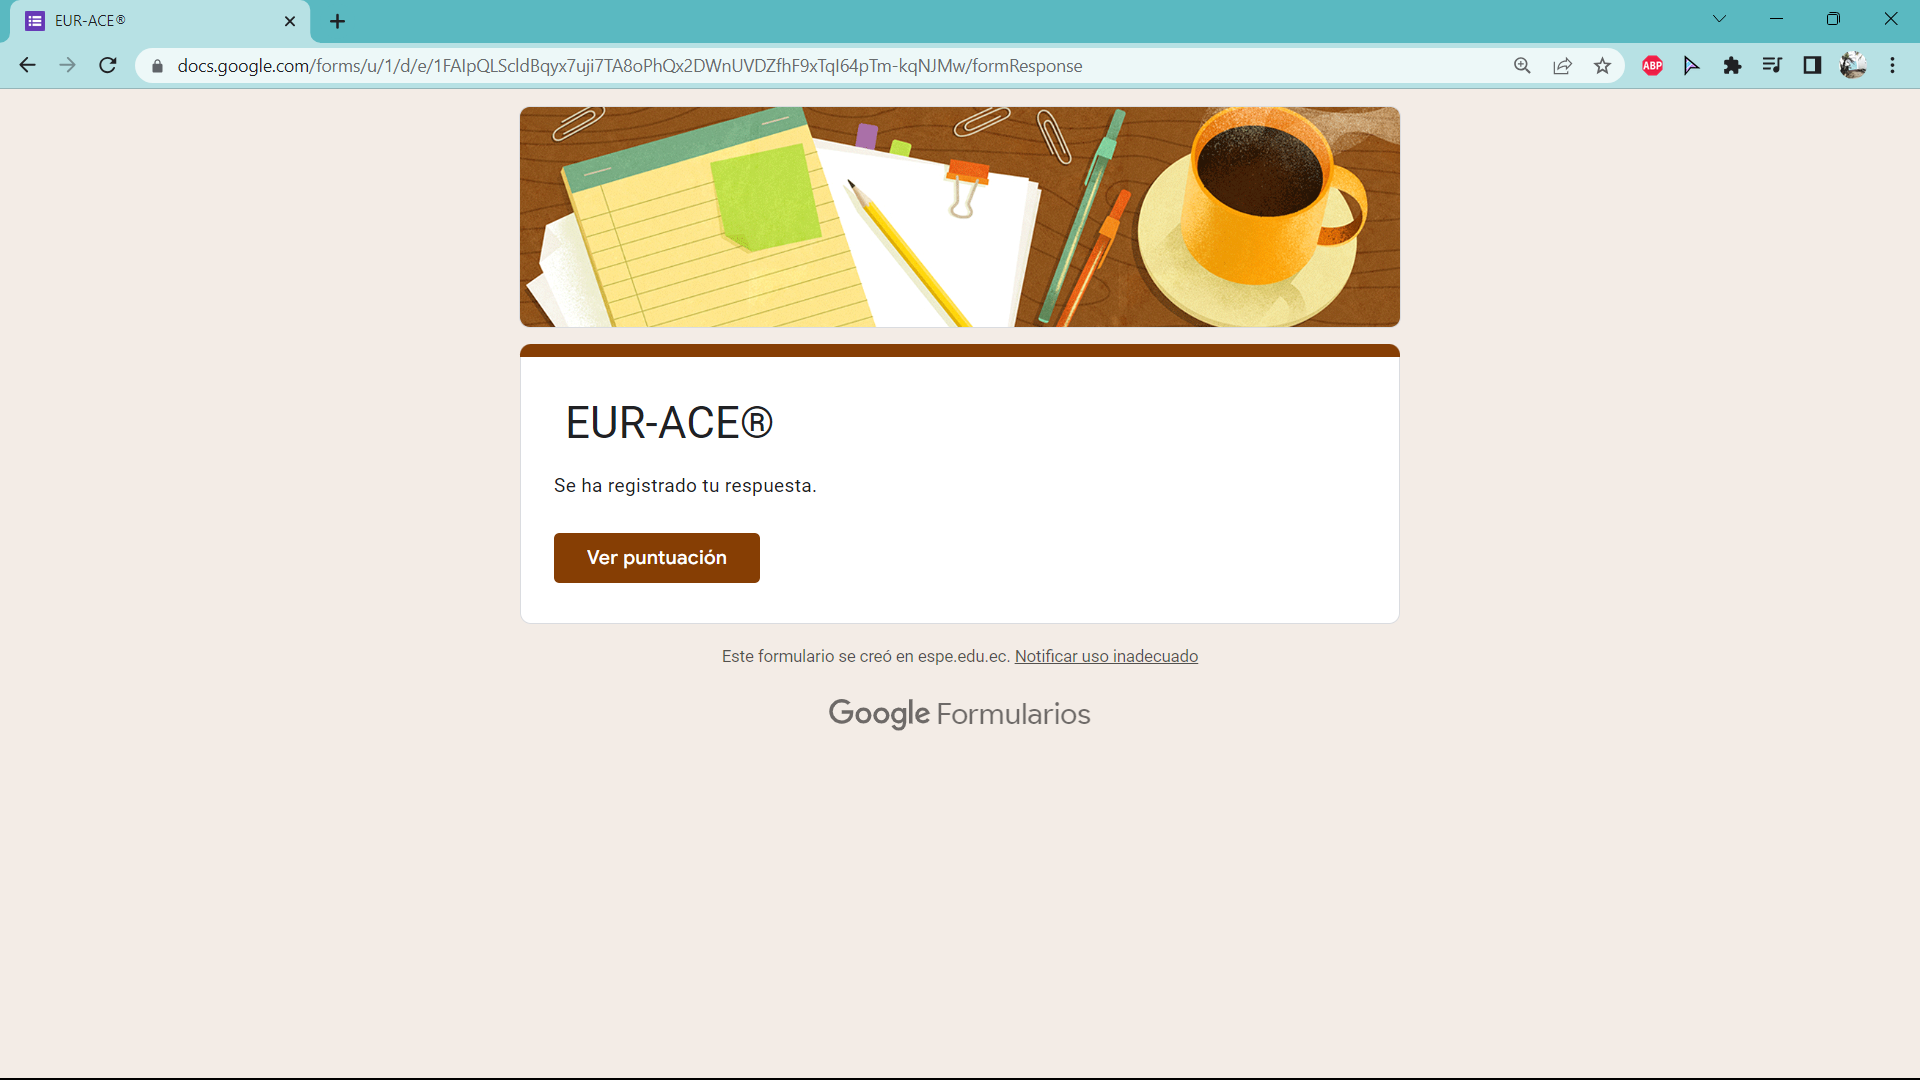 EUR-ACE®
docs.google.com/forms/u/1/d/e/1FAIpQLScldBqyx7uji7TA8oPhQx2DWnUVDZfhF9xTqI64pTm-kqNJMw/formResponse
ABP
EUR-ACE®
Se ha registrado tu respuesta.
Ver puntuación
Este formulario se creó en espe.edu.ec. Notificar uso inadecuado
Google Formularios